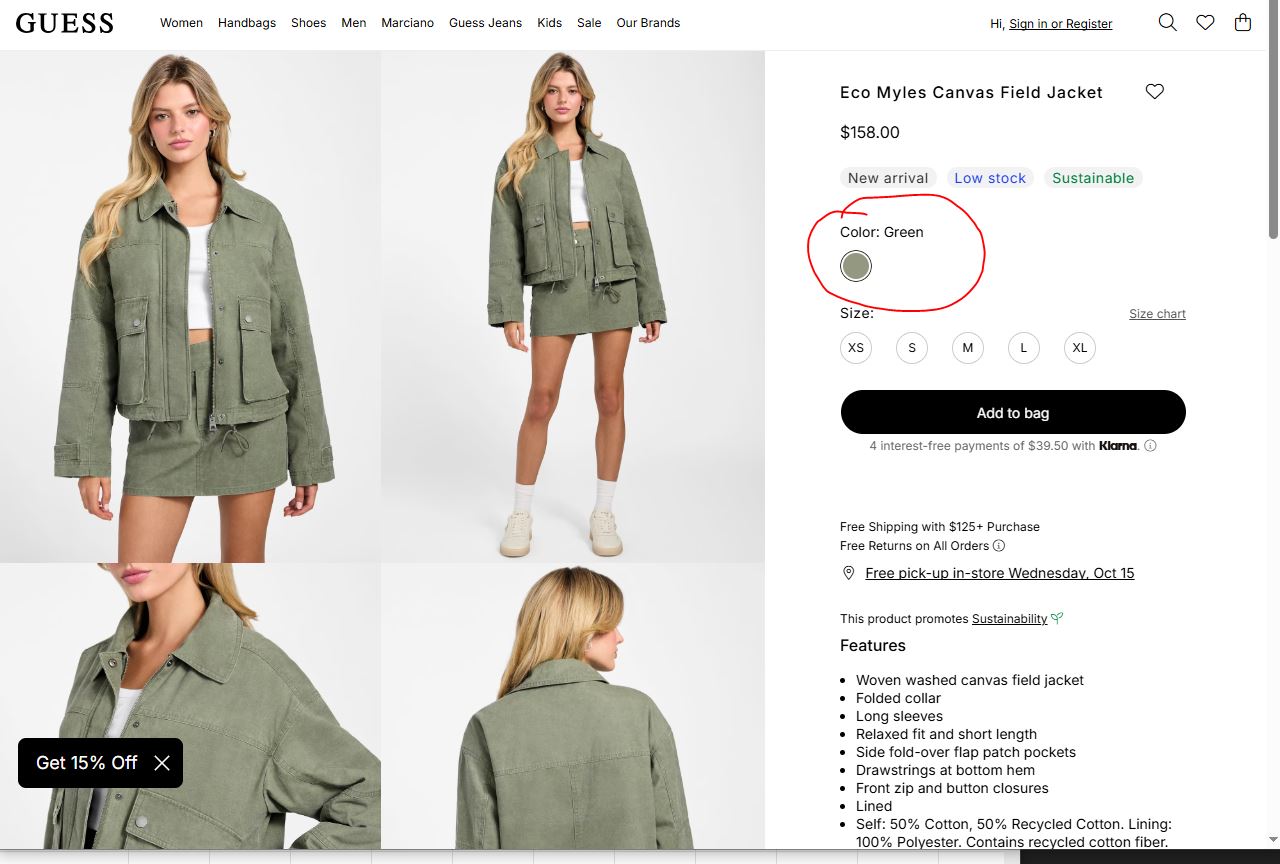 GUESS
Women Handbags Shoes Men Marciano Guess Jeans Kids Sale Our Brands
Hi, Sign in or Register
Eco Myles Canvas Field Jacket
$158.00
New arrival Low stock Sustainable
Color: Green
Size: Size chart
XS S M L XL
Add to bag
4 interest-free payments of $39.50 with Klarna.
Free Shipping with $125+ Purchase
Free Returns on All Orders
Free pick-up in-store Wednesday, Oct 15
This product promotes Sustainability
Features
Woven washed canvas field jacket
Folded collar
Long sleeves
Relaxed fit and short length
Side fold-over flap patch pockets
Drawstrings at bottom hem
Front zip and button closures
Lined
Self: 50% Cotton, 50% Recycled Cotton. Lining:
100% Polyester. Contains recycled cotton fiber.
Get 15% Off